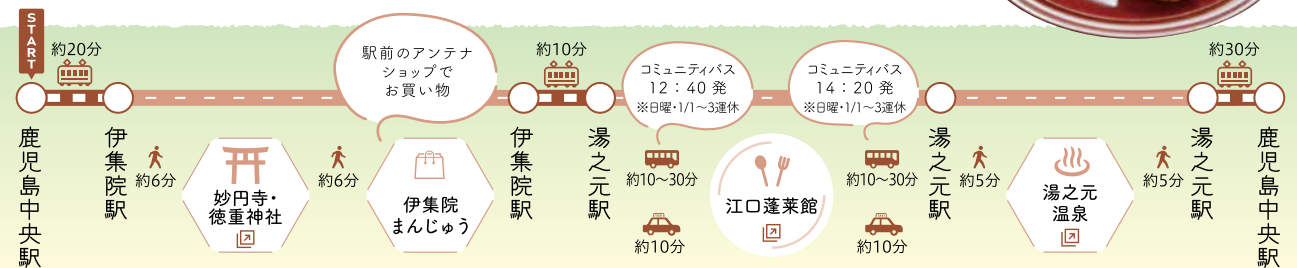 START
約20分
駅前のアンテナ
ショップで
お買い物
約10分
コミュニティバス
12：40 発
※日曜・1/1～3運休
コミュニティバス
14：20 発
※日曜・1/1～3運休
約30分
鹿児島中央駅
伊集院駅
約6分
妙円寺・
徳重神社
約6分
伊集院
まんじゅう
伊集院駅
湯之元駅
約10～30分
約10分
江口蓬莱館
約10～30分
約10分
湯之元駅
約5分
湯之元
温泉
約5分
湯之元駅
鹿児島中央駅